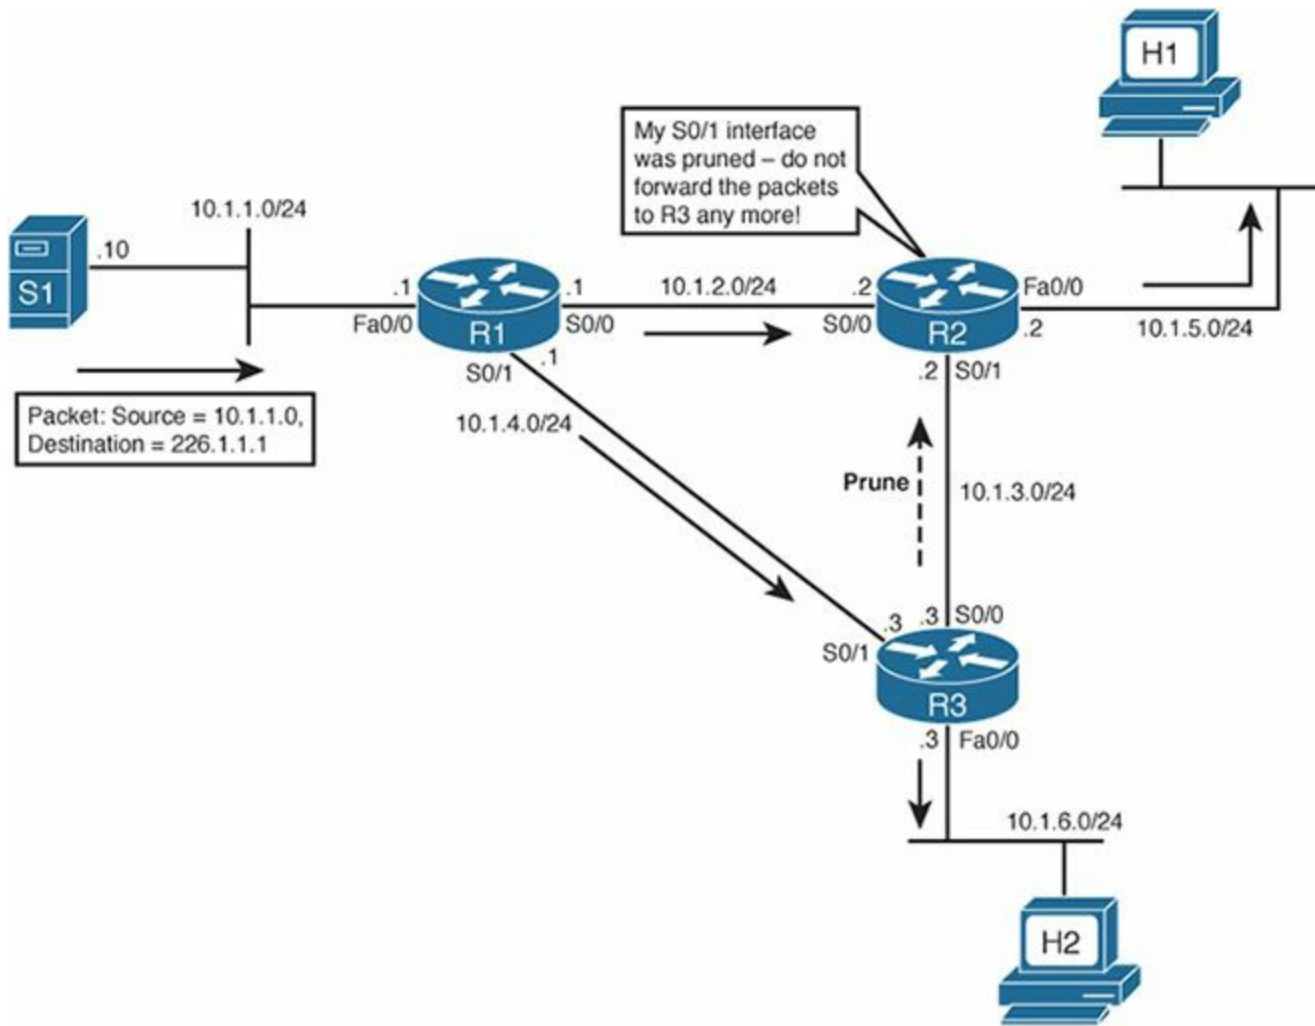 H1
My S0/1 interface
was pruned – do not
forward the packets
to R3 any more!
10.1.1.0/24
.10
S1
.1
Fa0/0
R1
.1
S0/0
10.1.2.0/24
.2
S0/0
R2
Fa0/0
.2
10.1.5.0/24
S0/1
.1
.2
S0/1
Packet: Source = 10.1.1.0,
Destination = 226.1.1.1
10.1.4.0/24
Prune
10.1.3.0/24
.3
.3
S0/0
S0/1
R3
.3
Fa0/0
10.1.6.0/24
H2